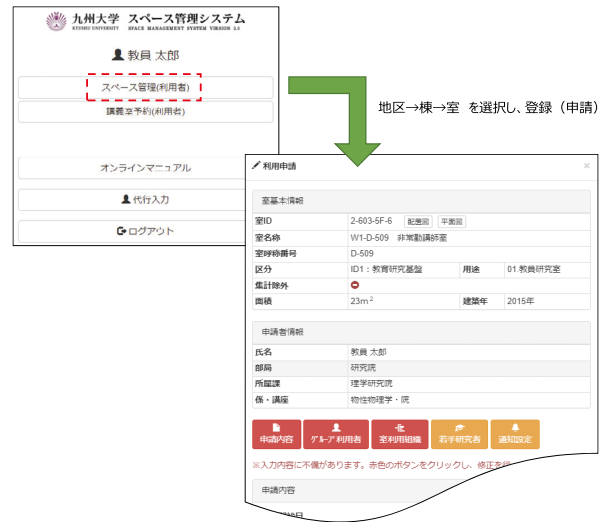 九州大学 スペース管理システム
KYUSHU UNIVERSITY SPACE MANAGEMENT SYSTEM VERSION 2.0
教員 太郎
スペース管理(利用者)
講義室予約(利用者)
オンラインマニュアル
代行入力
ログアウト
地区→棟→室 を選択し、登録（申請）
利用申請 ×
室基本情報
室ID 2-603-5F-6 配置図 平面図
室名称 W1-D-509 非常勤講師室
室呼称番号 D-509
区分 ID1：教育研究基盤 用途 01.教員研究室
集計除外
面積 23m2 建築年 2015年
申請者情報
氏名 教員 太郎
部局 研究院
所属課 理学研究院
係・講座 物性物理学・院
申請内容 グループ利用者 室利用組織 若手研究者 通知設定
※入力内容に不備があります。赤色のボタンをクリックし、修正を
申請内容